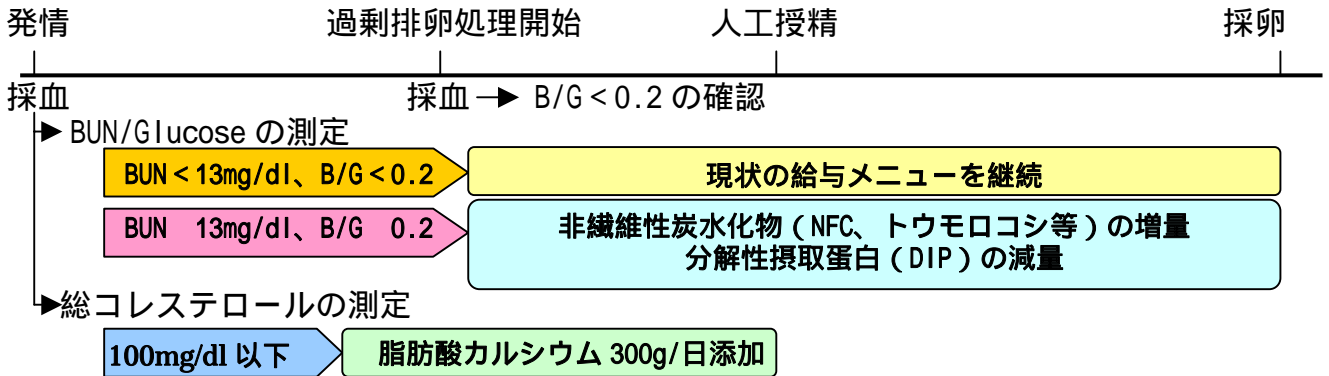 発情 過剰排卵処理開始 人工授精 採卵
採血 採血 → B/G<0.2 の確認
BUN/Glucose の測定
BUN<13mg/dl、B/G<0.2 現状の給与メニューを継続
BUN 13mg/dl、B/G 0.2 非繊維性炭水化物(NFC、トウモロコシ等)の増量
分解性摂取蛋白(DIP)の減量
総コレステロールの測定
100mg/dl 以下 脂肪酸カルシウム 300g/日添加